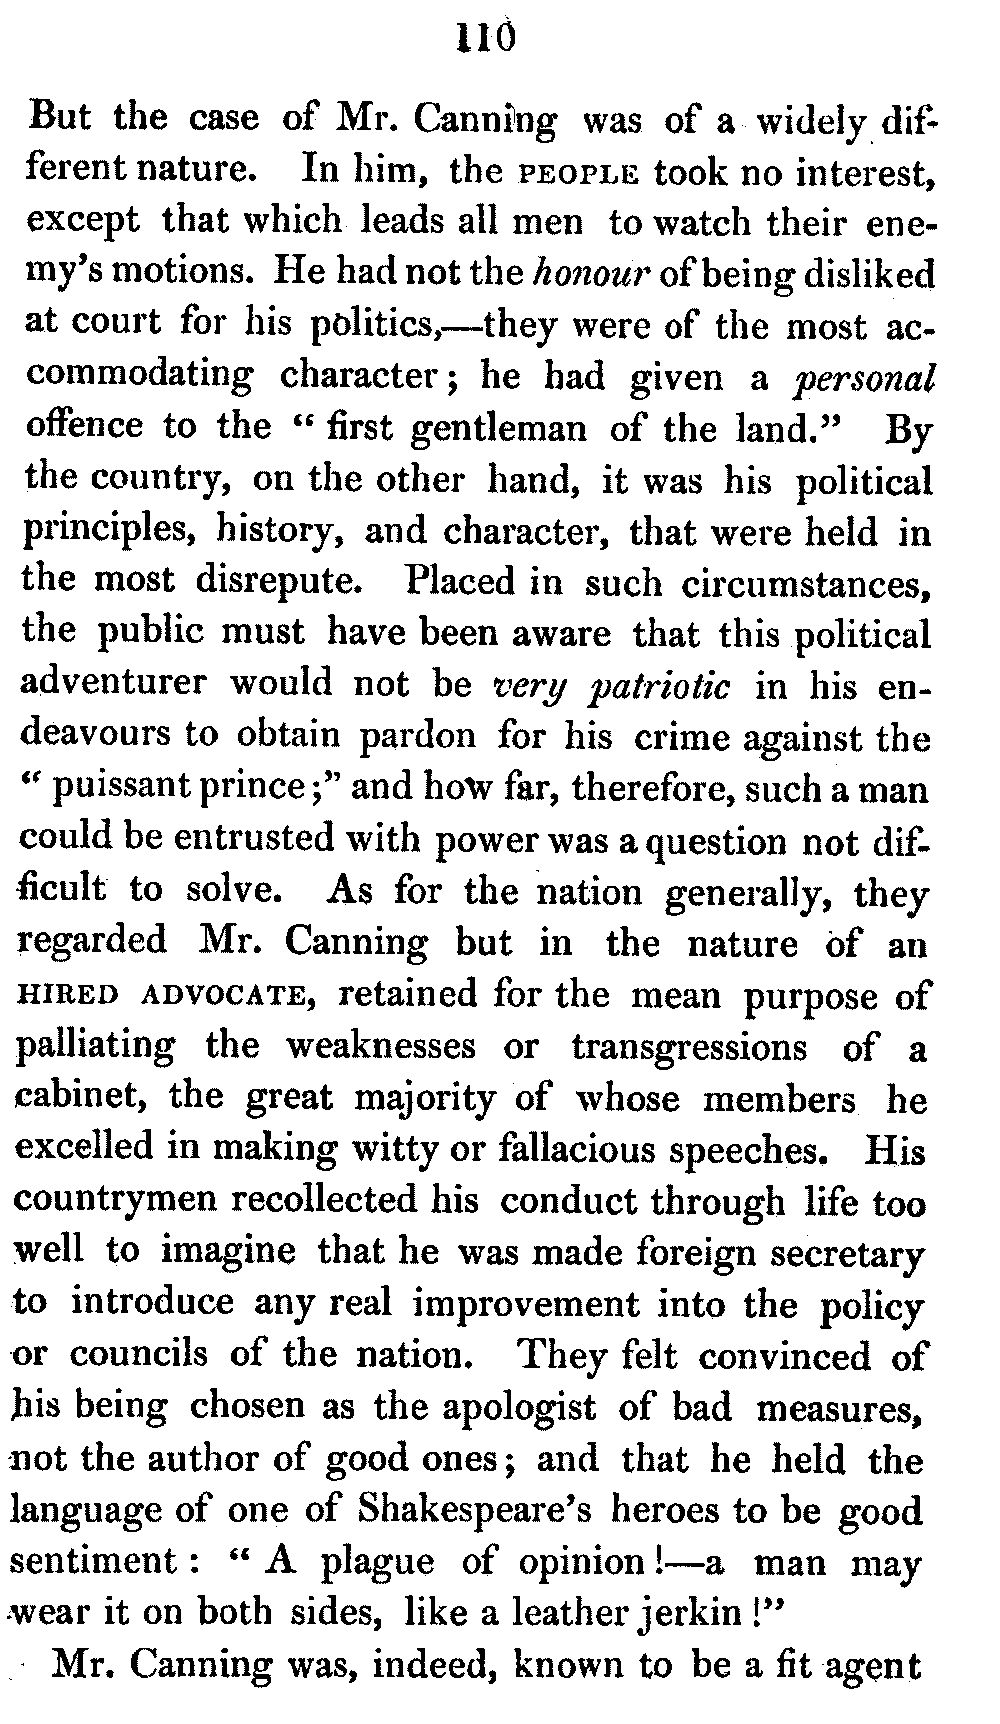 110
But the case of Mr. Canning was of a widely dif-
ferent nature. In him, the PEOPLE took no interest,
except that which leads all men to watch their ene-
my's motions. He had not the honour of being disliked
at court for his politics,—they were of the most ac-
commodating character; he had given a personal
offence to the “ first gentleman of the land.” By
the country, on the other hand, it was his political
principles, history, and character, that were held in
the most disrepute. Placed in such circumstances,
the public must have been aware that this political
adventurer would not be very patriotic in his en-
deavours to obtain pardon for his crime against the
“ puissant prince;” and how far, therefore, such a man
could be entrusted with power was a question not dif-
ficult to solve. As for the nation generally, they
regarded Mr. Canning but in the nature of an
HIRED ADVOCATE, retained for the mean purpose of
palliating the weaknesses or transgressions of a
cabinet, the great majority of whose members he
excelled in making witty or fallacious speeches. His
countrymen recollected his conduct through life too
well to imagine that he was made foreign secretary
to introduce any real improvement into the policy
or councils of the nation. They felt convinced of
his being chosen as the apologist of bad measures,
not the author of good ones; and that he held the
language of one of Shakespeare's heroes to be good
sentiment: “ A plague of opinion!—a man may
wear it on both sides, like a leather jerkin!”
Mr. Canning was, indeed, known to be a fit agent